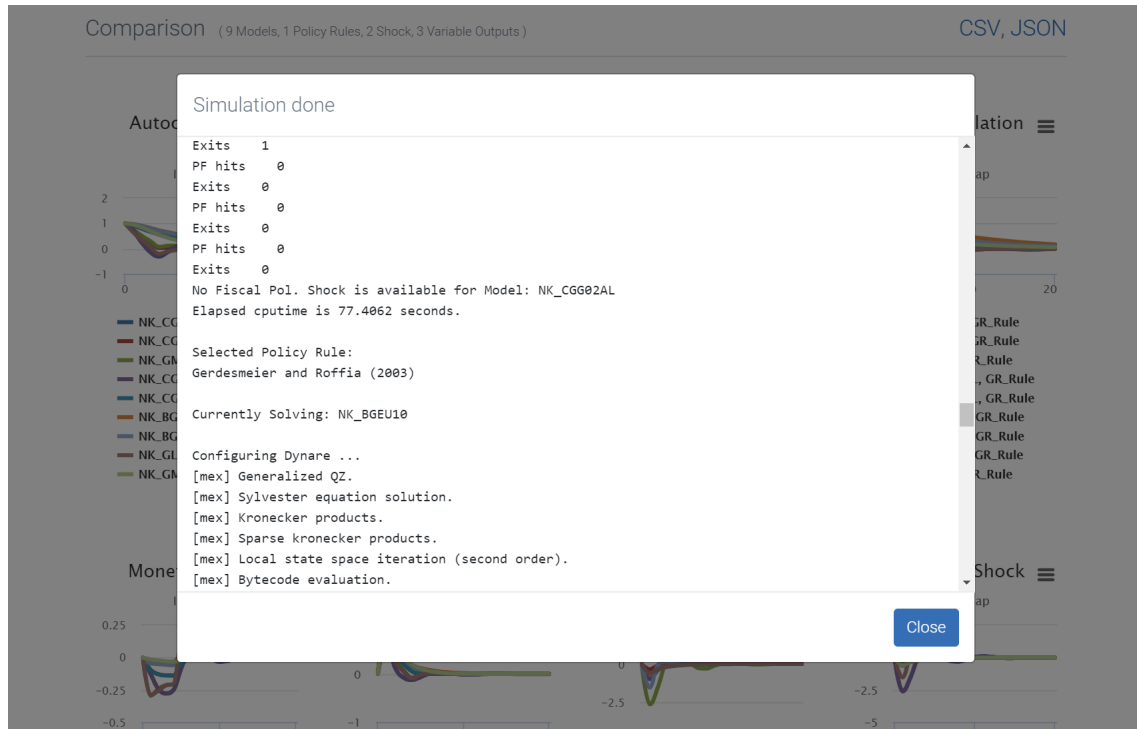 Comparison ( 9 Models, 1 Policy Rules, 2 Shock, 3 Variable Outputs )
CSV, JSON
Simulation done
Exits 1
PF hits 0
Exits 0
PF hits 0
Exits 0
PF hits 0
Exits 0
No Fiscal Pol. Shock is available for Model: NK_CGG02AL
Elapsed cputime is 77.4062 seconds.
Selected Policy Rule:
Gerdesmeier and Roffia (2003)
Currently Solving: NK_BGEU10
Configuring Dynare ...
[mex] Generalized QZ.
[mex] Sylvester equation solution.
[mex] Kronecker products.
[mex] Sparse kronecker products.
[mex] Local state space iteration (second order).
[mex] Bytecode evaluation.
Close
Autoc
lation
I
ap
2
1
0
-1
0
0
20
NK_CG
NK_CG
NK_GM
NK_CG
NK_CG
NK_BG
NK_BG
NK_GL
NK_GM
GR_Rule
GR_Rule
R_Rule
, GR_Rule
, GR_Rule
GR_Rule
GR_Rule
GR_Rule
R_Rule
Mone
Shock
I
ap
0.25
0
-0.25
-0.5
0
-1
0
-2.5
-2.5
-5